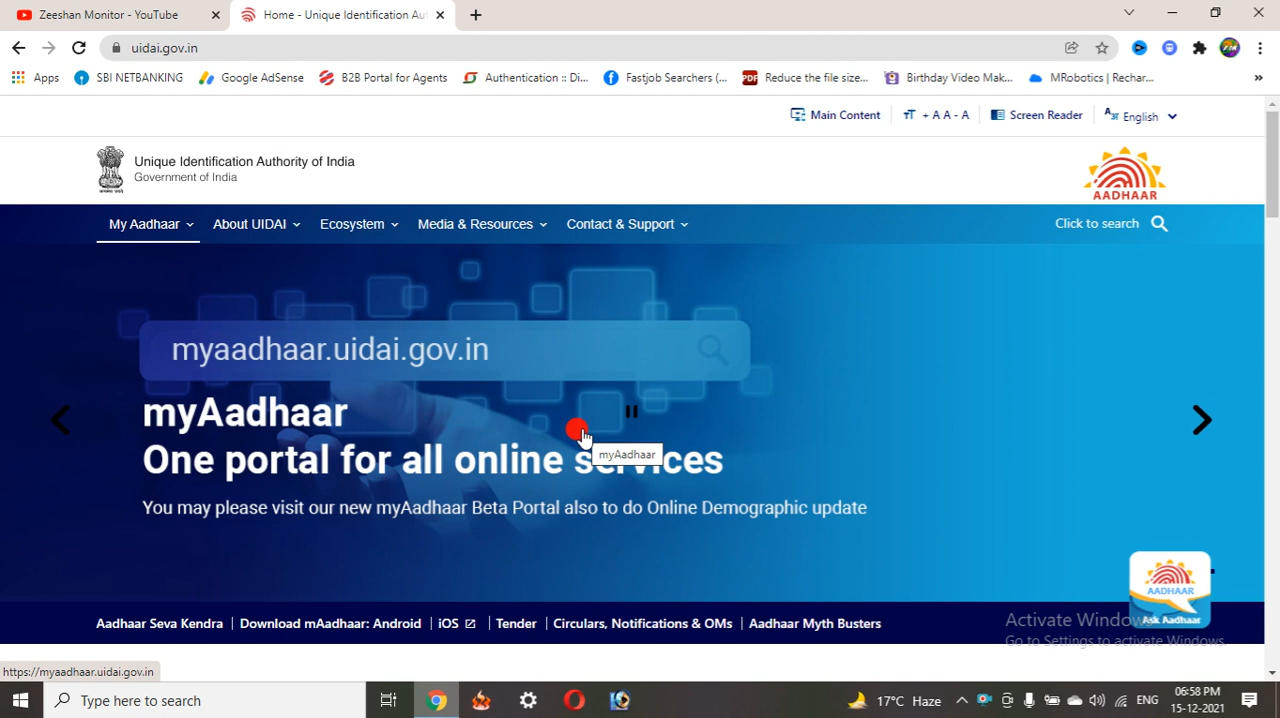 Zeeshan Monitor - YouTube
Home - Unique Identification Aut
uidai.gov.in
Apps
SBI NETBANKING
Google AdSense
B2B Portal for Agents
Authentication :: Di...
Fastjob Searchers (...
PDF
Reduce the file size...
Birthday Video Mak...
MRobotics | Rechar...
Main Content
+ A A - A
Screen Reader
English
Unique Identification Authority of India
Government of India
AADHAAR
My Aadhaar
About UIDAI
Ecosystem
Media & Resources
Contact & Support
Click to search
myaadhaar.uidai.gov.in
myAadhaar
One portal for all online services
myAadhaar
You may please visit our new myAadhaar Beta Portal also to do Online Demographic update
AADHAAR
Ask Aadhaar
Aadhaar Seva Kendra
Download mAadhaar: Android
iOS
Tender
Circulars, Notifications & OMs
Aadhaar Myth Busters
Activate Windows
Go to Settings to activate Windows.
https://myaadhaar.uidai.gov.in
Type here to search
17°C Haze
ENG
06:58 PM
15-12-2021